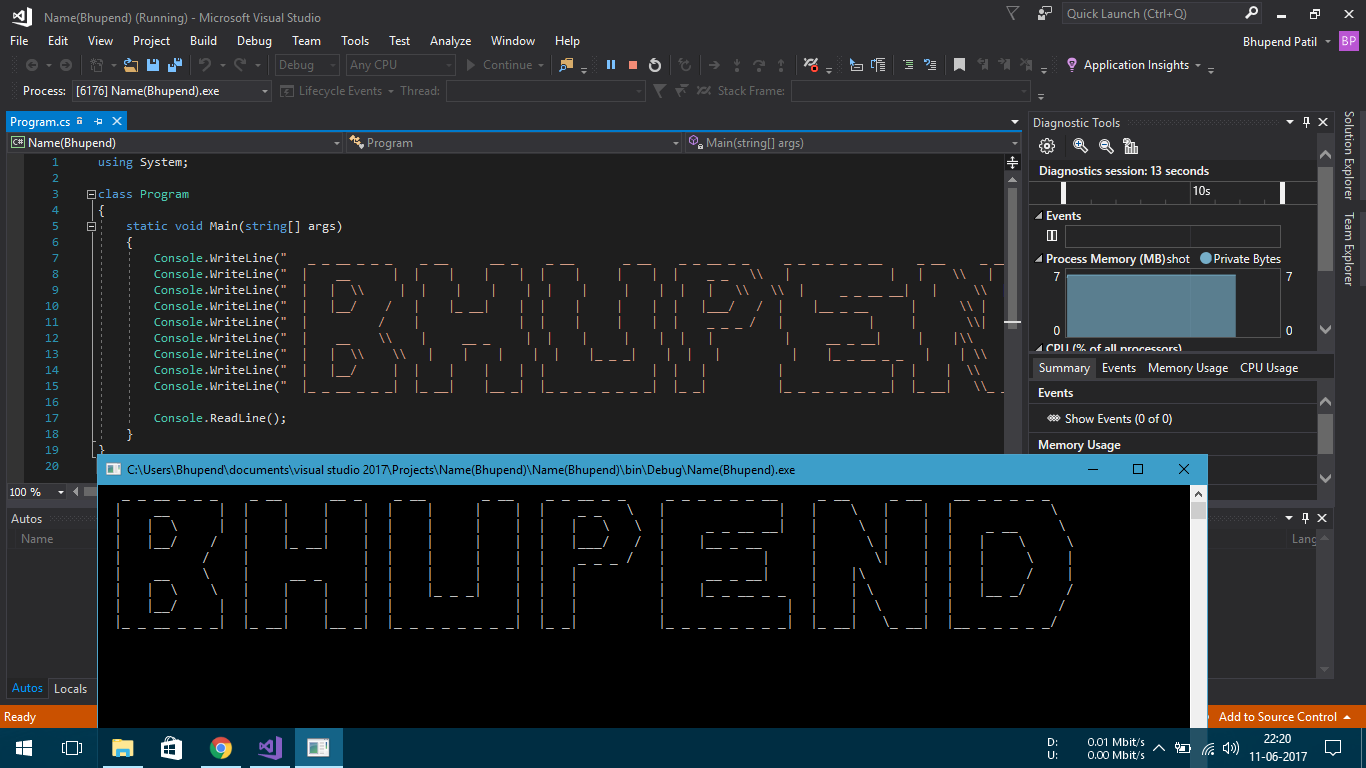 Name(Bhupend) (Running) - Microsoft Visual Studio
Quick Launch (Ctrl+Q)
File Edit View Project Build Debug Team Tools Test Analyze Window Help
Bhupend Patil BP
Debug Any CPU Continue Application Insights
Process: [6176] Name(Bhupend).exe Lifecycle Events Thread: Stack Frame:
Program.cs
C# Name(Bhupend) Program Main(string[] args)
1 using System;
2
3 class Program
4 {
5 static void Main(string[] args)
6 {
7 Console.WriteLine("
8 Console.WriteLine("
9 Console.WriteLine("
10 Console.WriteLine("
11 Console.WriteLine("
12 Console.WriteLine("
13 Console.WriteLine("
14 Console.WriteLine("
15 Console.WriteLine("
16
17 Console.ReadLine();
18 }
19 }
20
100 %
Diagnostic Tools
Diagnostics session: 13 seconds
10s
Events
Process Memory (MB)shot Private Bytes
7 7
0 0
CPU (% of all processors)
Summary Events Memory Usage CPU Usage
Events
Show Events (0 of 0)
Memory Usage
Solution Explorer
Team Explorer
C:\Users\Bhupend\documents\visual studio 2017\Projects\Name(Bhupend)\Name(Bhupend)\bin\Debug\Name(Bhupend).exe
BHUPEND
Autos
Name
Lang
Autos Locals
Ready
Add to Source Control
D: 0.01 Mbit/s
U: 0.00 Mbit/s
22:20
11-06-2017